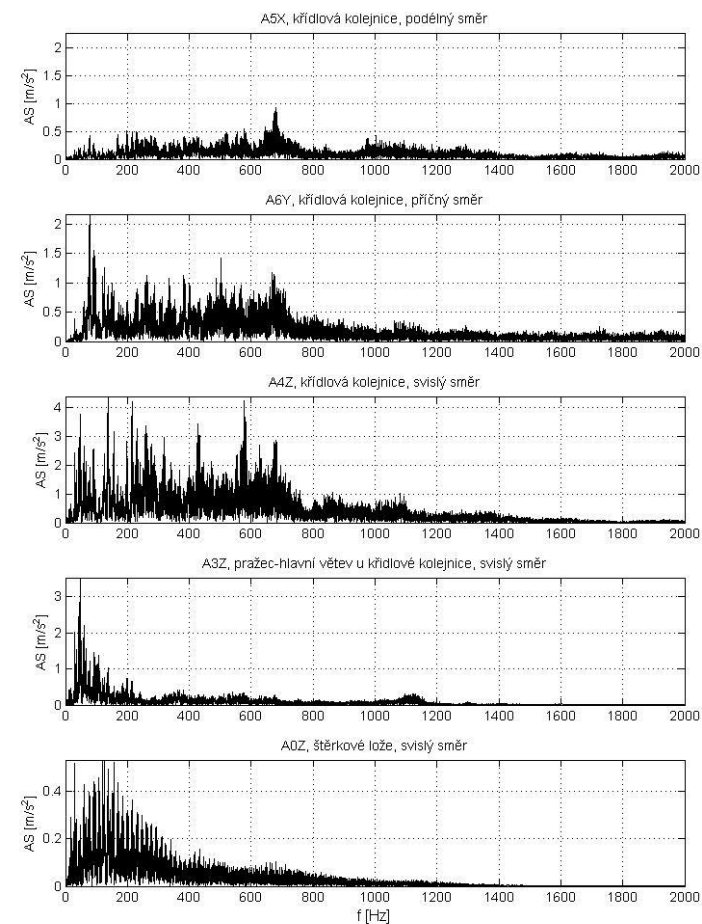 A5X, křídlová kolejnice, podélný směr
AS [m/s²]
2
1.5
1
0.5
0
0 200 400 600 800 1000 1200 1400 1600 1800 2000
A6Y, křídlová kolejnice, příčný směr
AS [m/s²]
2
1.5
1
0.5
0
0 200 400 600 800 1000 1200 1400 1600 1800 2000
A4Z, křídlová kolejnice, svislý směr
AS [m/s²]
4
3
2
1
0
0 200 400 600 800 1000 1200 1400 1600 1800 2000
A3Z, pražec-hlavní větev u křidlové kolejnice, svislý směr
AS [m/s²]
3
2
1
0
0 200 400 600 800 1000 1200 1400 1600 1800 2000
A0Z, štěrkové lože, svislý směr
AS [m/s²]
0.4
0.2
0
0 200 400 600 800 1000 1200 1400 1600 1800 2000
f [Hz]